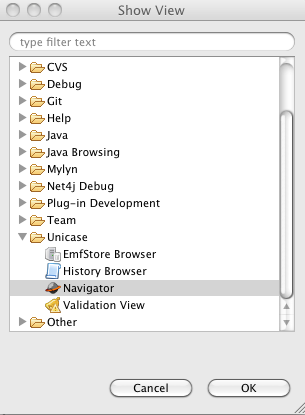 Show View
type filter text
CVS
Debug
Git
Help
Java
Java Browsing
Mylyn
Net4j Debug
Plug-in Development
Team
Unicase
EmfStore Browser
History Browser
Navigator
Validation View
Other
Cancel
OK